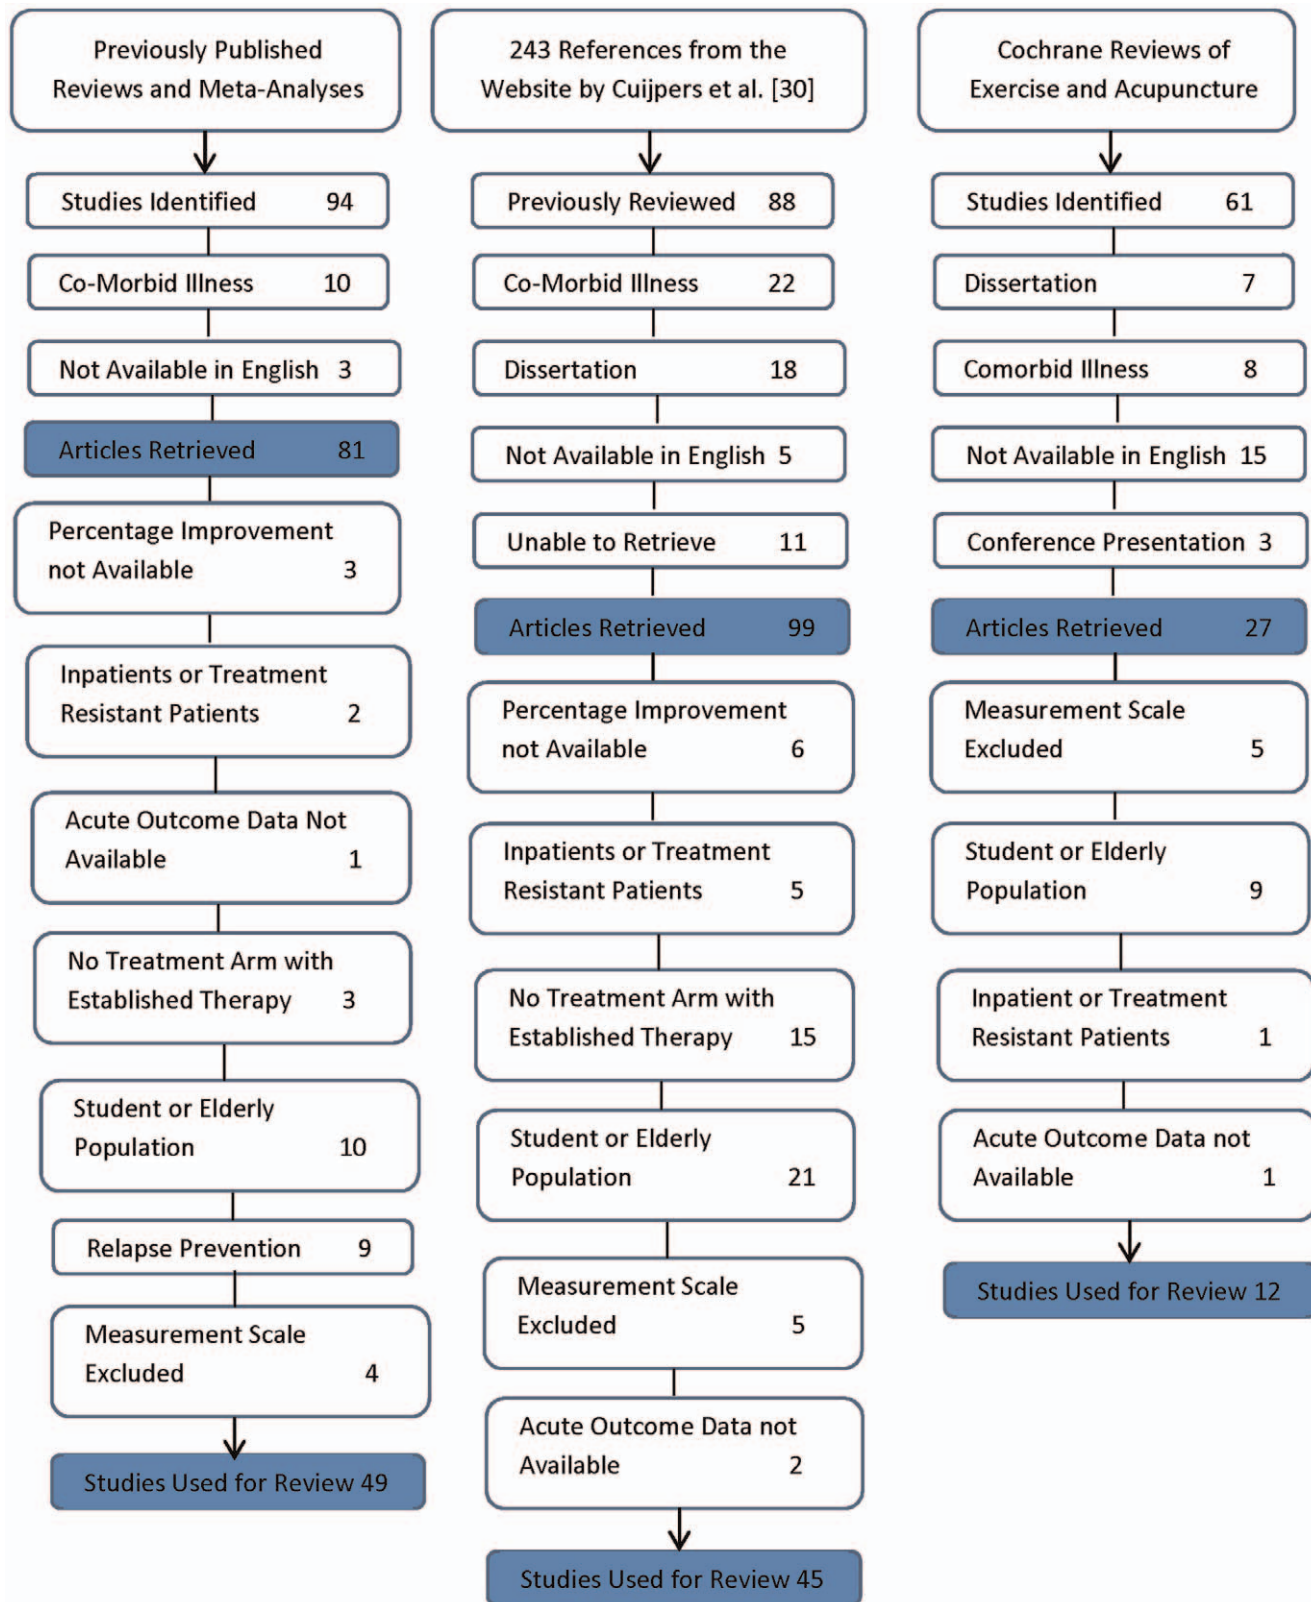 Previously Published
Reviews and Meta-Analyses
Studies Identified 94
Co-Morbid Illness 10
Not Available in English 3
Articles Retrieved 81
Percentage Improvement
not Available 3
Inpatients or Treatment
Resistant Patients 2
Acute Outcome Data Not
Available 1
No Treatment Arm with
Established Therapy 3
Student or Elderly
Population 10
Relapse Prevention 9
Measurement Scale
Excluded 4
Studies Used for Review 49
243 References from the
Website by Cuijpers et al. [30]
Previously Reviewed 88
Co-Morbid Illness 22
Dissertation 18
Not Available in English 5
Unable to Retrieve 11
Articles Retrieved 99
Percentage Improvement
not Available 6
Inpatients or Treatment
Resistant Patients 5
No Treatment Arm with
Established Therapy 15
Student or Elderly
Population 21
Measurement Scale
Excluded 5
Acute Outcome Data not
Available 2
Studies Used for Review 45
Cochrane Reviews of
Exercise and Acupuncture
Studies Identified 61
Dissertation 7
Comorbid Illness 8
Not Available in English 15
Conference Presentation 3
Articles Retrieved 27
Measurement Scale
Excluded 5
Student or Elderly
Population 9
Inpatient or Treatment
Resistant Patients 1
Acute Outcome Data not
Available 1
Studies Used for Review 12